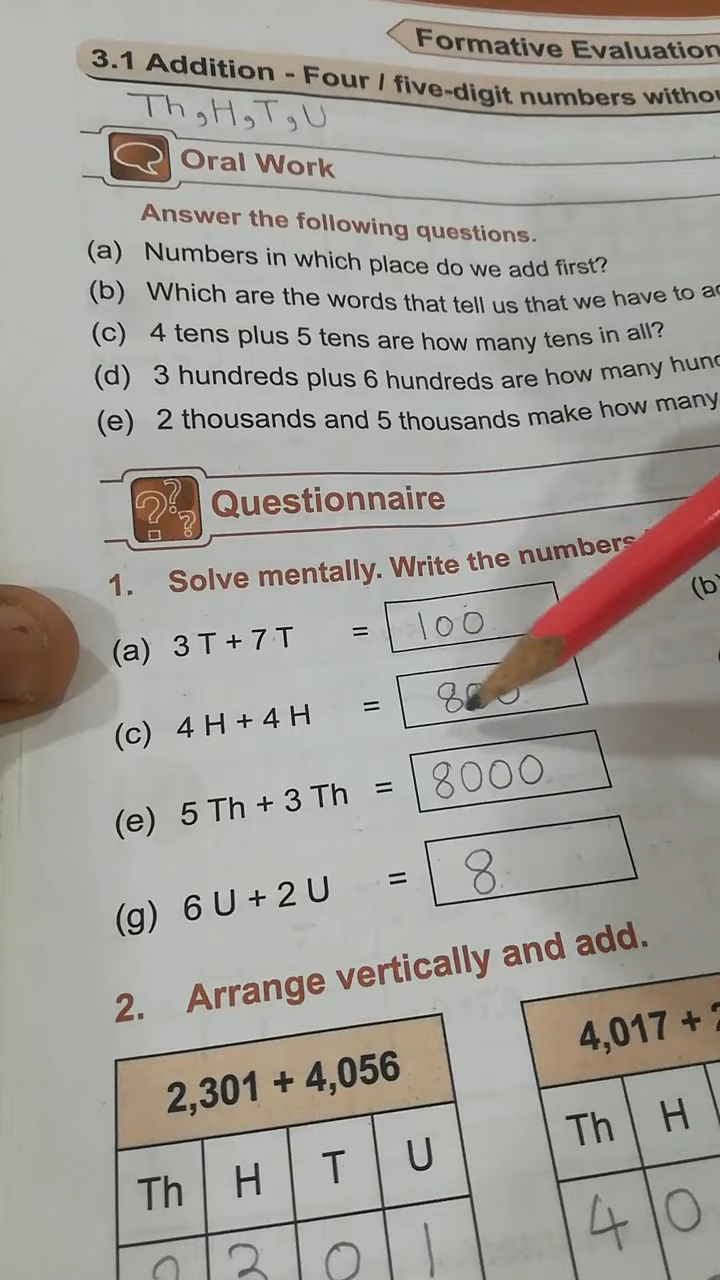 Formative Evaluation
3.1 Addition - Four / five-digit numbers
Th,H,T,U
Oral Work
Answer the following questions.
(a) Numbers in which place do we add first?
(b) Which are the words that tell us that we have to
(c) 4 tens plus 5 tens are how many tens in all?
(d) 3 hundreds plus 6 hundreds are how many
(e) 2 thousands and 5 thousands make how many
Questionnaire
1. Solve mentally. Write the numbers
(a) 3 T + 7 T = 100
(b)
(c) 4 H + 4 H = 800
(e) 5 Th + 3 Th = 8000
(g) 6 U + 2 U = 8
2. Arrange vertically and add.
2,301 + 4,056
4,017 +
Th H T U
Th H
2 3 0 1
4 0